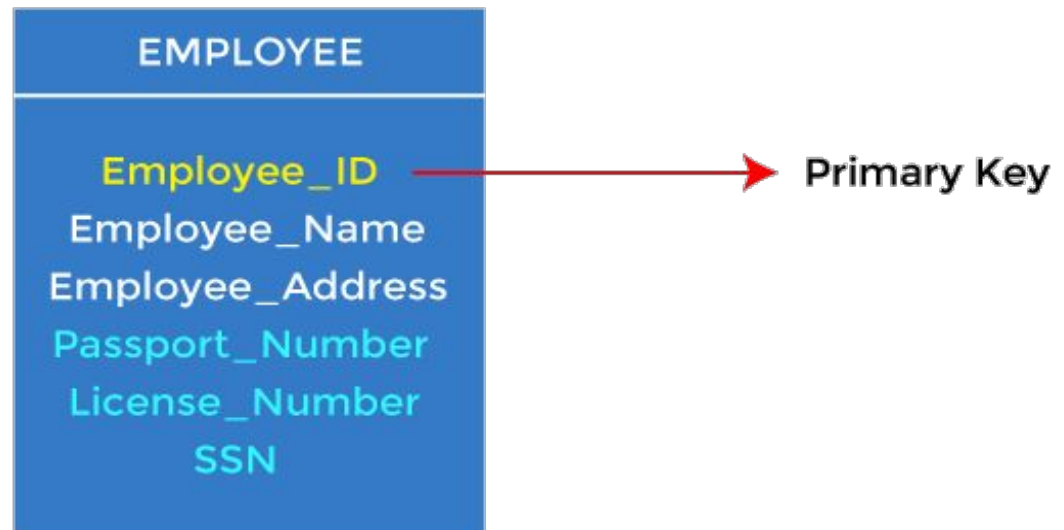 EMPLOYEE
Employee_ID
Primary Key
Employee_Name
Employee_Address
Passport_Number
License_Number
SSN